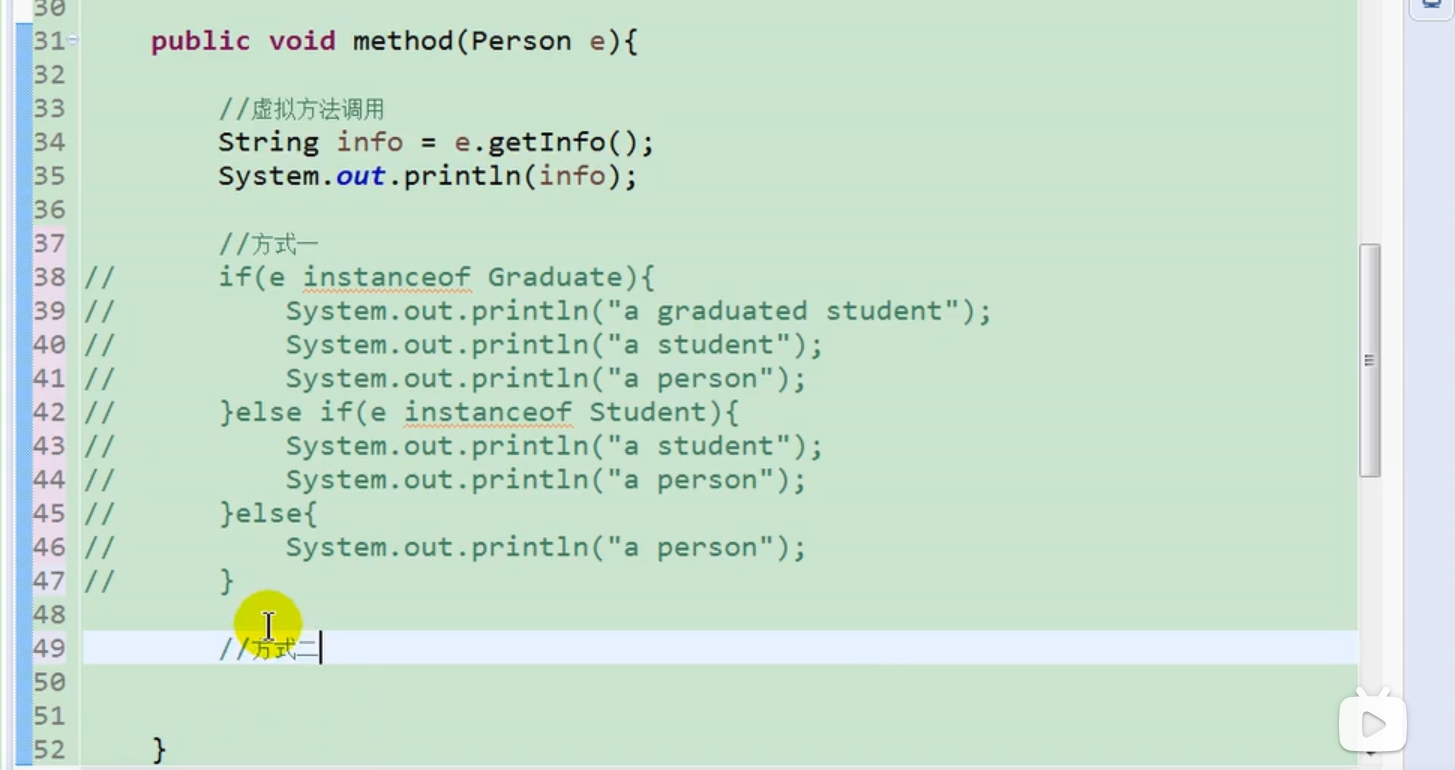 30
31 public void method(Person e){
32
33 //虚拟方法调用
34 String info = e.getInfo();
35 System.out.println(info);
36
37 //方式一
38 // if(e instanceof Graduate){
39 // System.out.println("a graduated student");
40 // System.out.println("a student");
41 // System.out.println("a person");
42 // }else if(e instanceof Student){
43 // System.out.println("a student");
44 // System.out.println("a person");
45 // }else{
46 // System.out.println("a person");
47 // }
48
49 //方式二
50
51
52 }